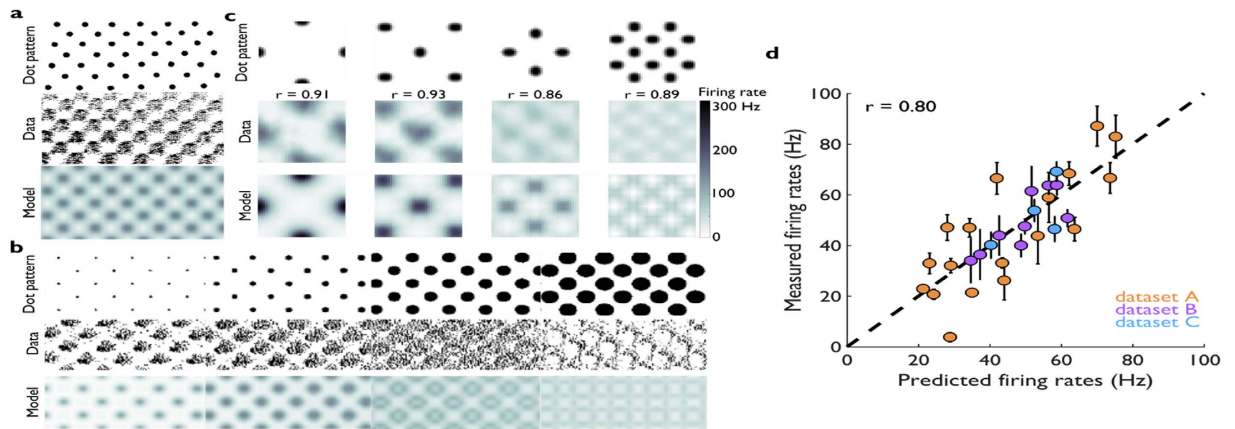 a
Dot pattern
Data
Model
c
Dot pattern
r = 0.91
r = 0.93
r = 0.86
r = 0.89
Data
Model
Firing rate
300 Hz
200
100
0
b
Dot pattern
Data
Model
d
r = 0.80
Measured firing rates (Hz)
100
80
60
40
20
0
0
20
40
60
80
100
Predicted firing rates (Hz)
dataset A
dataset B
dataset C